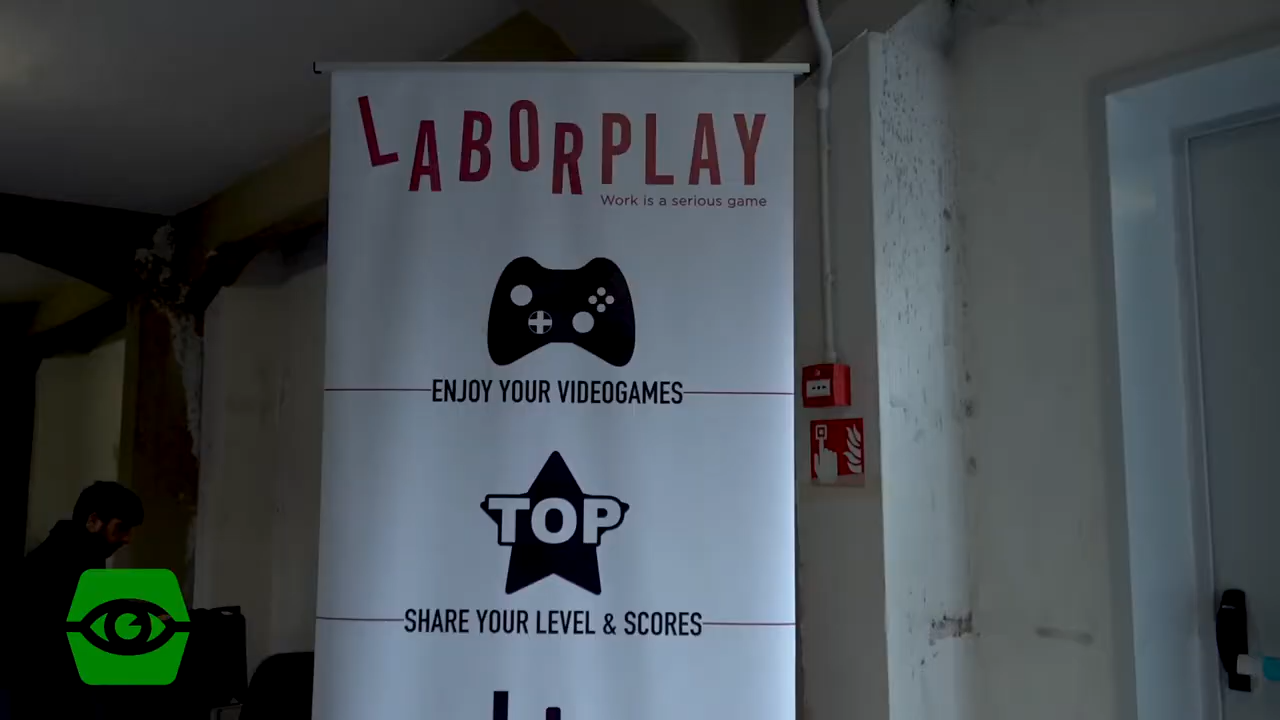 LABORPLAY
Work is a serious game
ENJOY YOUR VIDEOGAMES
TOP
SHARE YOUR LEVEL & SCORES